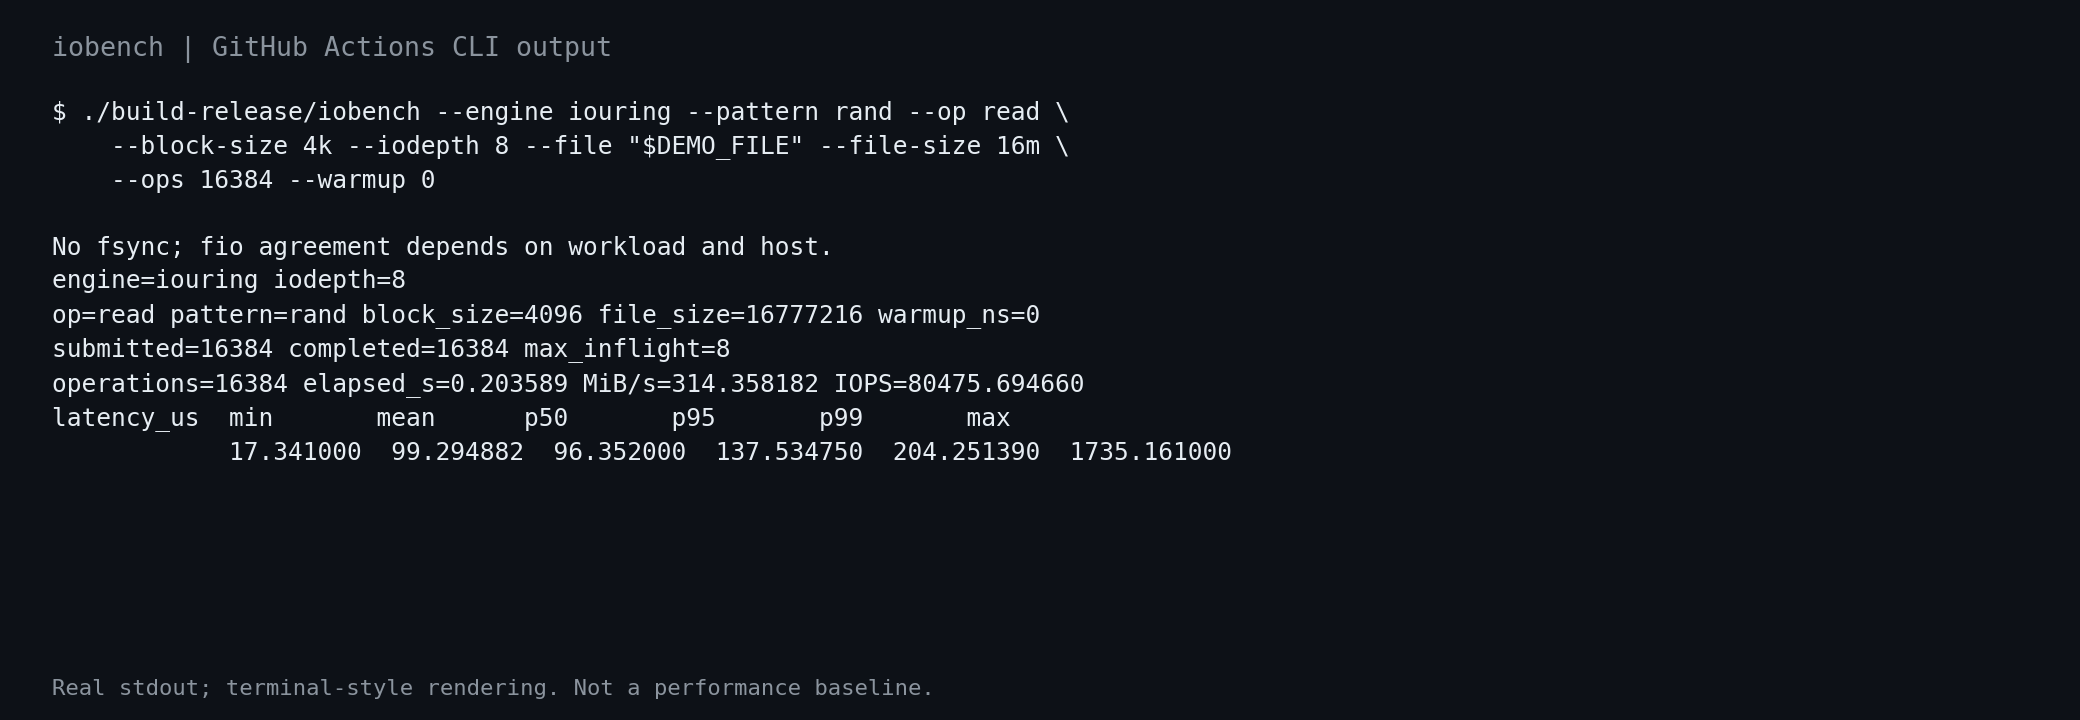 iobench | GitHub Actions CLI output
$ ./build-release/iobench --engine iouring --pattern rand --op read \
    --block-size 4k --iodepth 8 --file "$DEMO_FILE" --file-size 16m \
    --ops 16384 --warmup 0
No fsync; fio agreement depends on workload and host.
engine=iouring iodepth=8
op=read pattern=rand block_size=4096 file_size=16777216 warmup_ns=0
submitted=16384 completed=16384 max_inflight=8
operations=16384 elapsed_s=0.203589 MiB/s=314.358182 IOPS=80475.694660
latency_us  min       mean      p50       p95       p99       max
            17.341000  99.294882  96.352000  137.534750  204.251390  1735.161000
Real stdout; terminal-style rendering. Not a performance baseline.